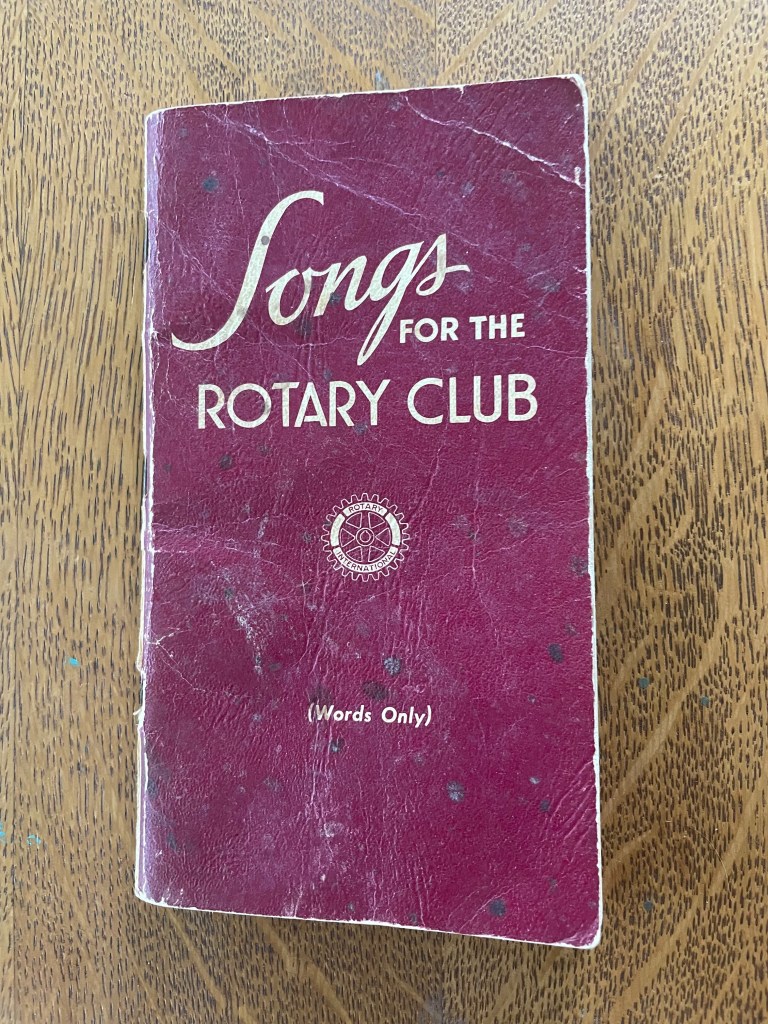 Songs
FOR THE
ROTARY CLUB
ROTARY
INTERNATIONAL
(Words Only)